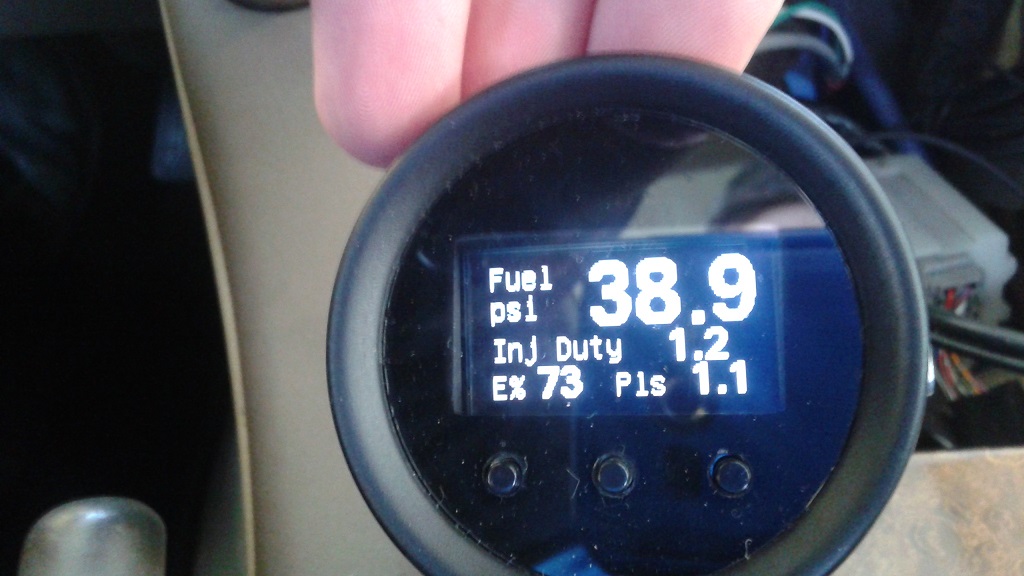 Fuel psi 38.9
Inj Duty 1.2
E% 73 Pls 1.1